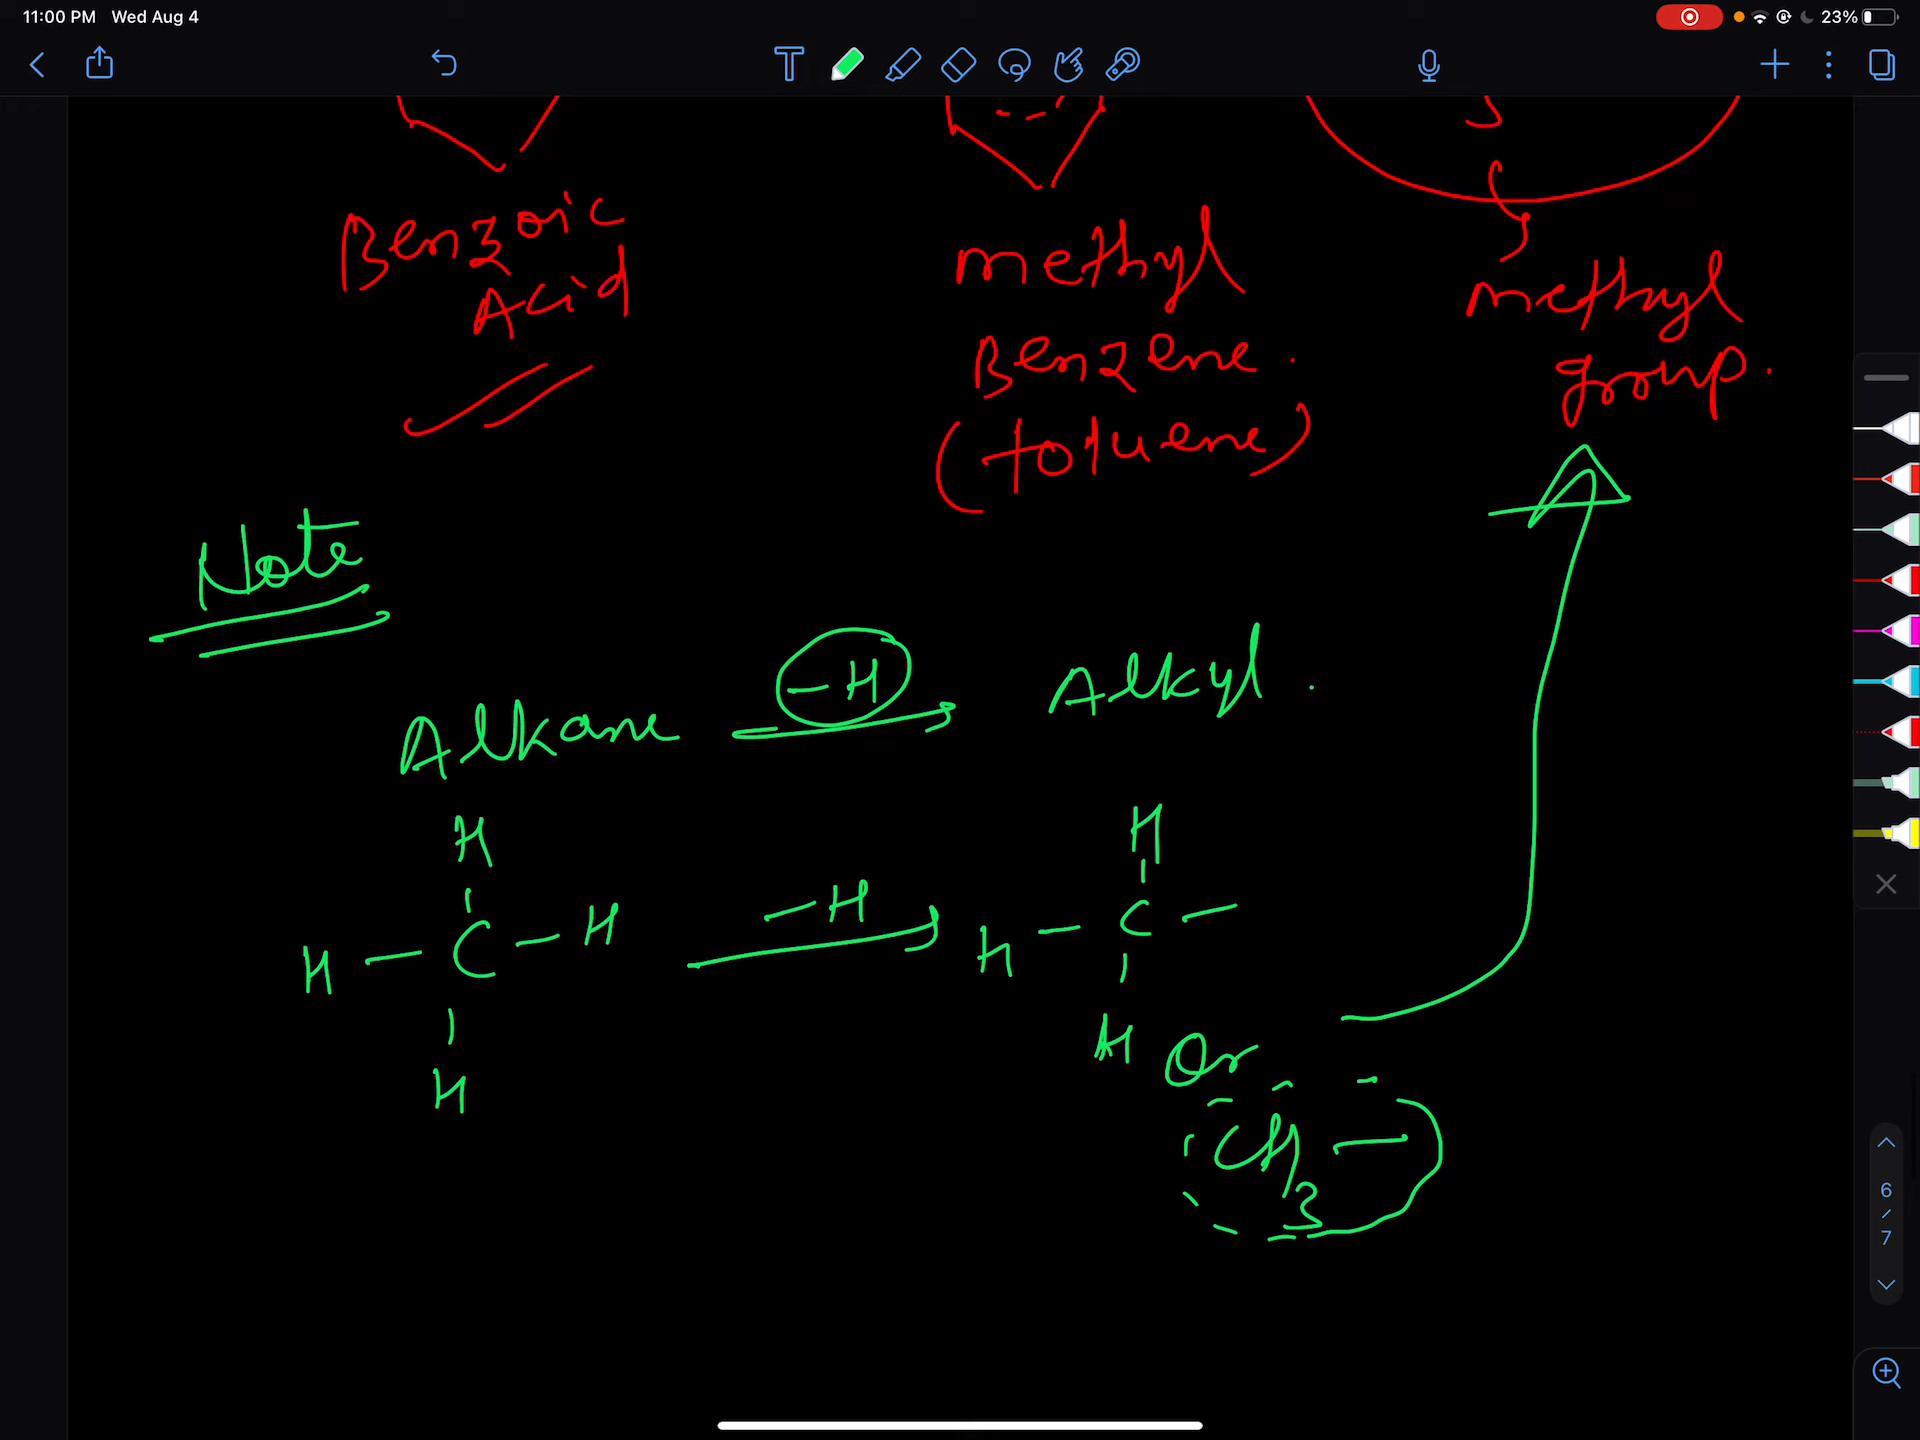 11:00 PM Wed Aug 4
23%
T
3
Benzoic
Acid
methyl
Benzene.
(toluene)
methyl
group.
Note
Alkane -H Alkyl.
H
H - C - H
H
-H
H
H - C -
H
Or
CH3 -
6
/
7